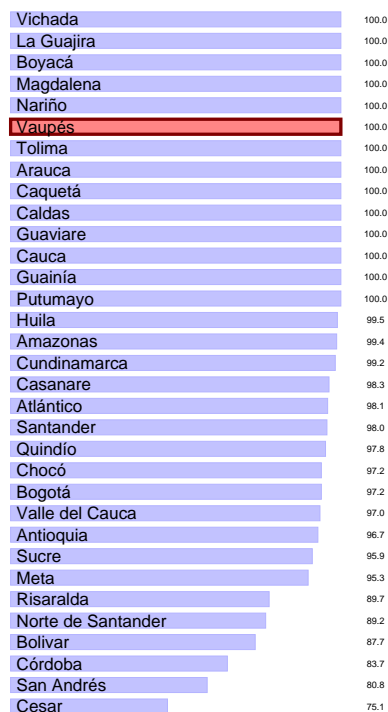 Vichada 100.0
La Guajira 100.0
Boyacá 100.0
Magdalena 100.0
Nariño 100.0
Vaupés 100.0
Tolima 100.0
Arauca 100.0
Caquetá 100.0
Caldas 100.0
Guaviare 100.0
Cauca 100.0
Guainía 100.0
Putumayo 100.0
Huila 99.5
Amazonas 99.4
Cundinamarca 99.2
Casanare 98.3
Atlántico 98.1
Santander 98.0
Quindío 97.8
Chocó 97.2
Bogotá 97.2
Valle del Cauca 97.0
Antioquia 96.7
Sucre 95.9
Meta 95.3
Risaralda 89.7
Norte de Santander 89.2
Bolivar 87.7
Córdoba 83.7
San Andrés 80.8
Cesar 75.1